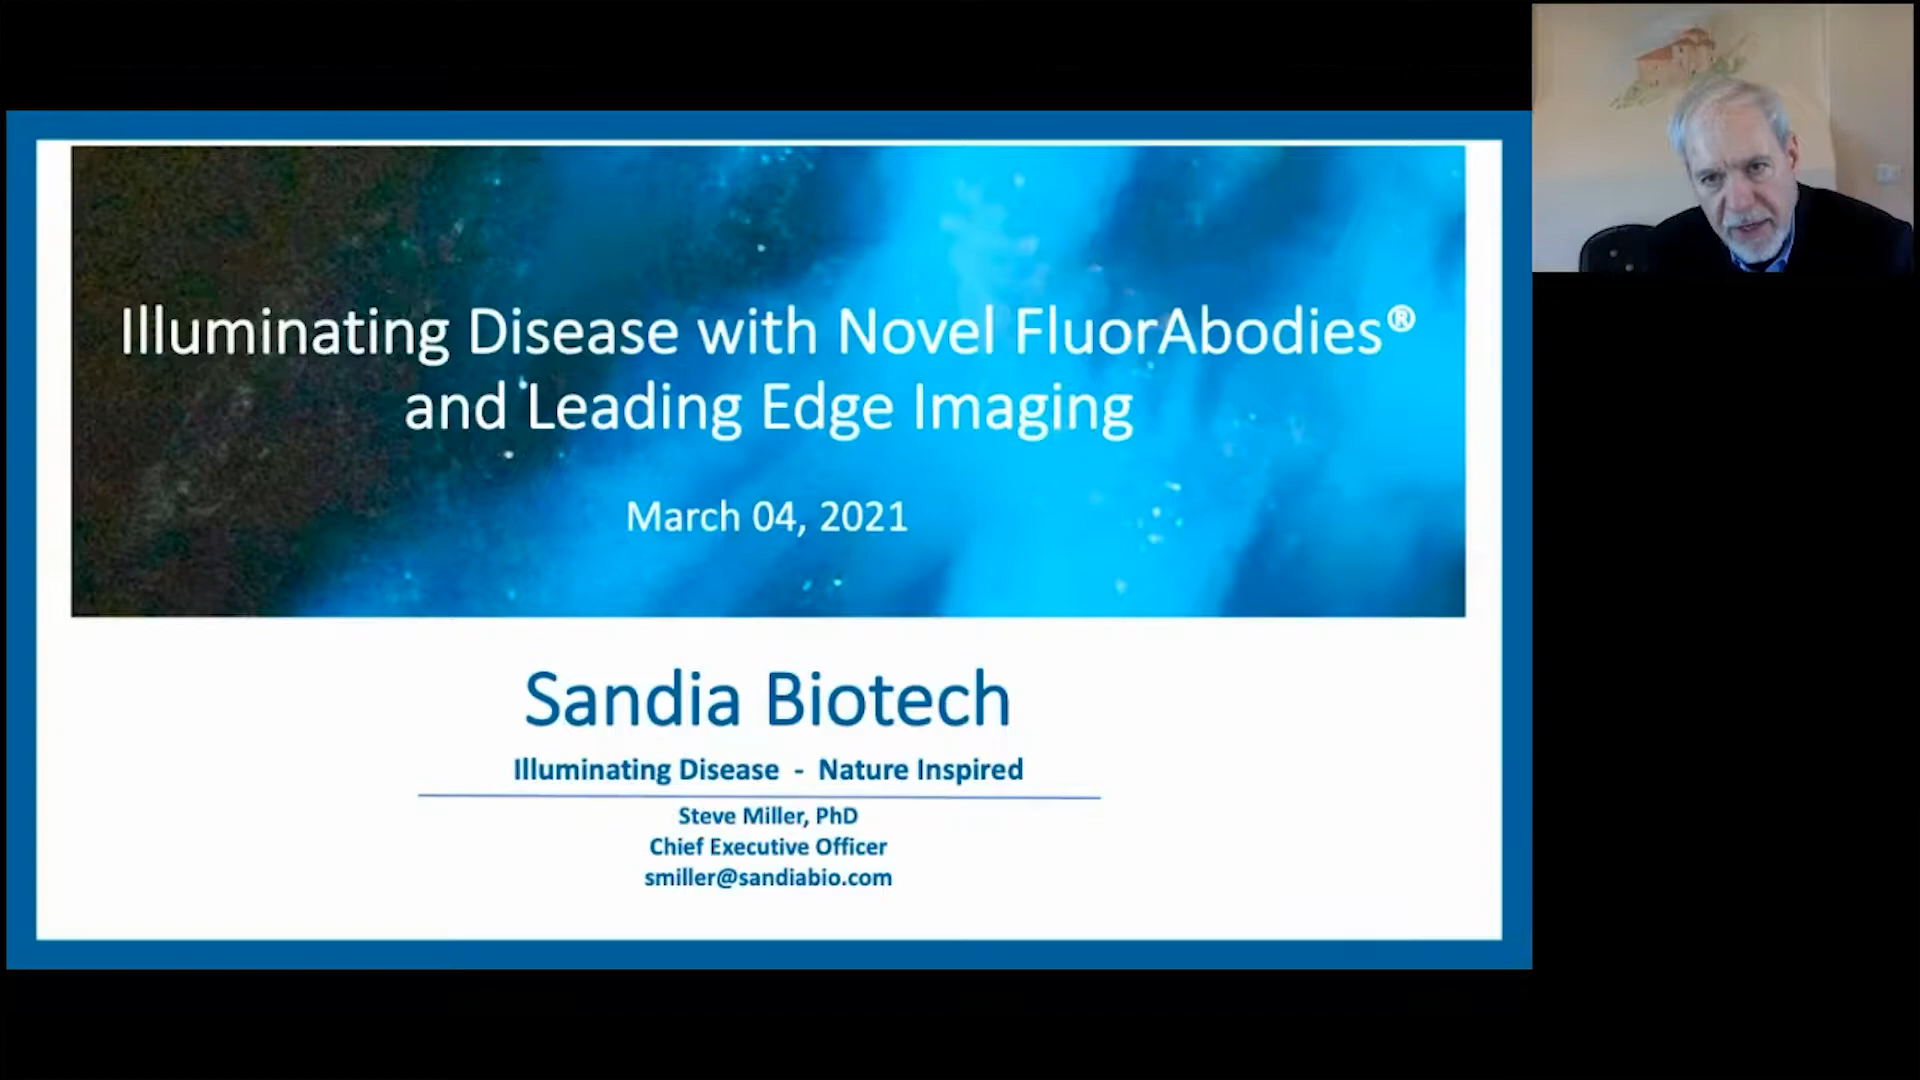 Illuminating Disease with Novel FluorAbodies®
and Leading Edge Imaging
March 04, 2021
Sandia Biotech
Illuminating Disease - Nature Inspired
Steve Miller, PhD
Chief Executive Officer
smiller@sandiabio.com